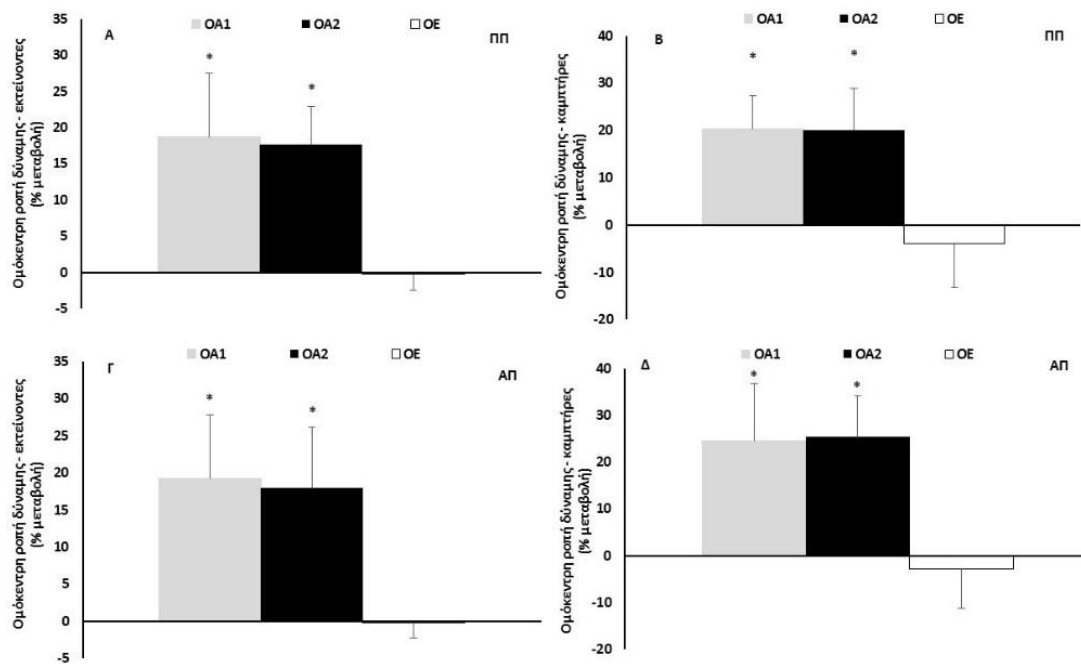 Α
ΟΑ1 ΟΑ2 ΟΕ
ΠΠ
Ομόκεντρη ροπή δύναμης - εκτείνοντες
(% μεταβολή)
35
30
25
20
15
10
5
0
-5
* *
Β
ΟΑ1 ΟΑ2 ΟΕ
ΠΠ
Ομόκεντρη ροπή δύναμης - καμπτήρες
(% μεταβολή)
40
30
20
10
0
-10
-20
* *
Γ
ΟΑ1 ΟΑ2 ΟΕ
ΑΠ
Ομόκεντρη ροπή δύναμης - εκτείνοντες
(% μεταβολή)
35
30
25
20
15
10
5
0
-5
* *
Δ
ΟΑ1 ΟΑ2 ΟΕ
ΑΠ
Ομόκεντρη ροπή δύναμης - καμπτήρες
(% μεταβολή)
40
30
20
10
0
-10
-20
* *